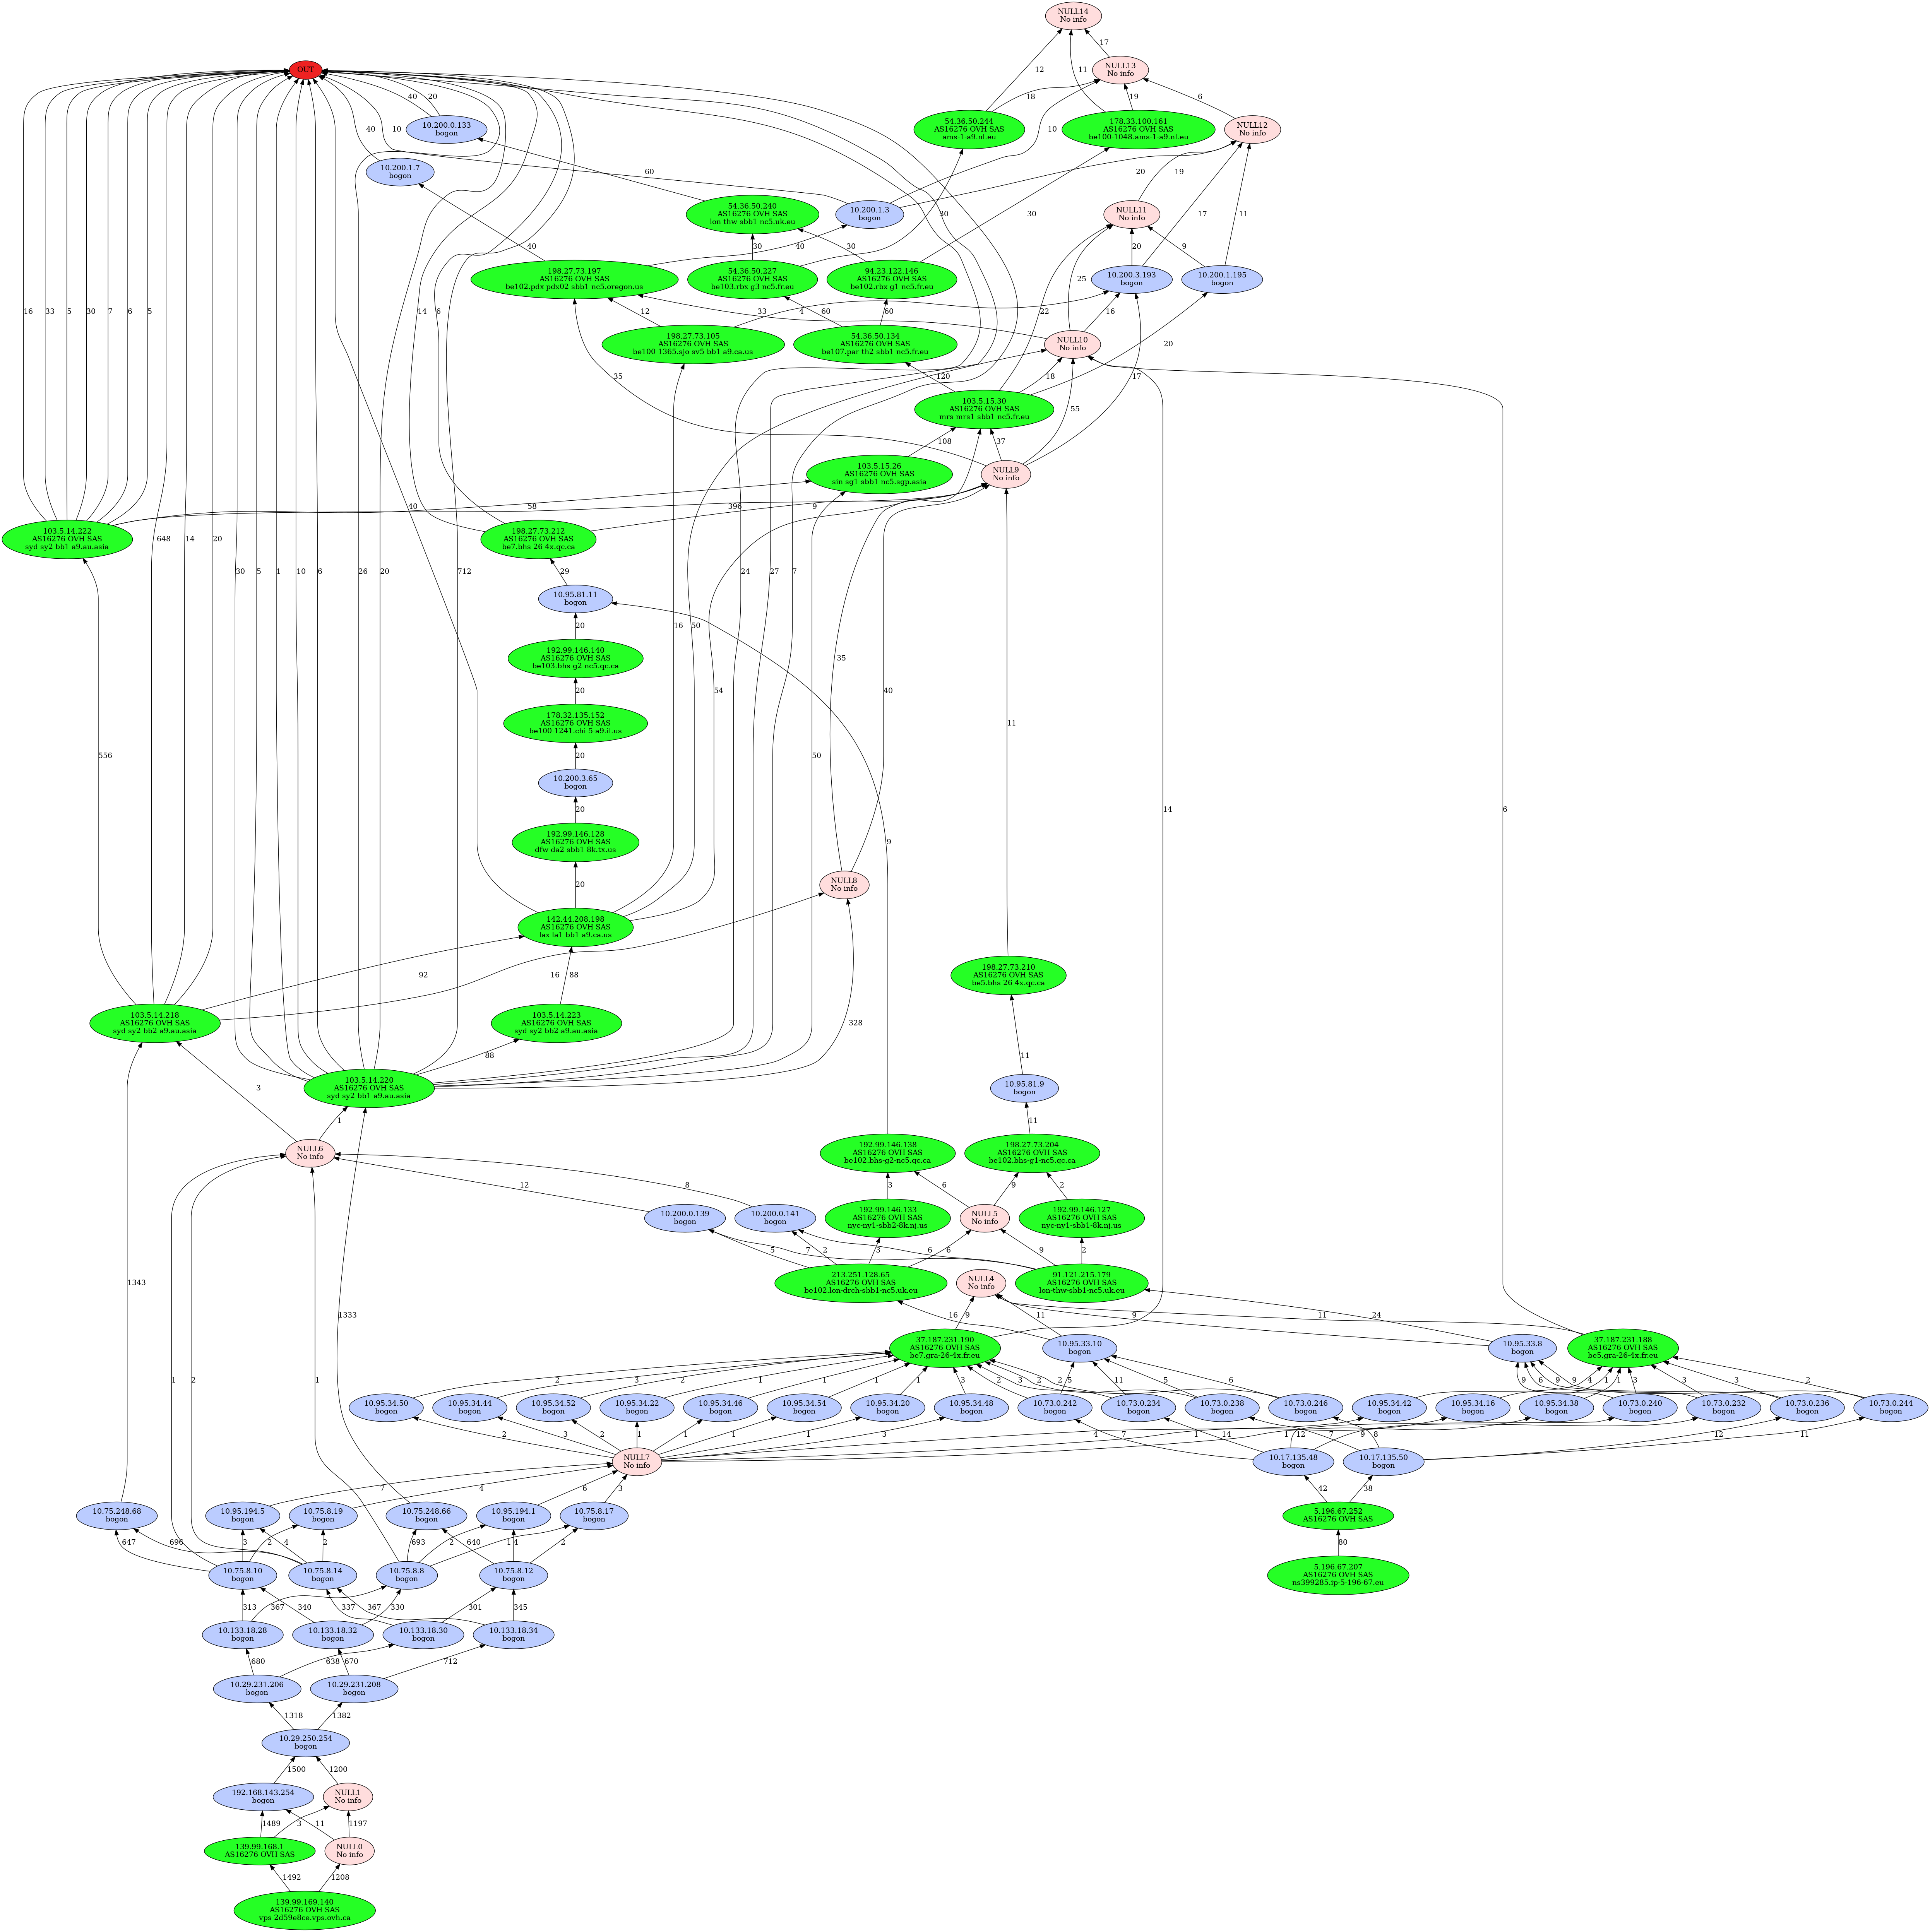 NULL14
No info
17
12
11
OUT
NULL13
No info
40
20
10
18
19
6
10.200.0.133
bogon
54.36.50.244
AS16276 OVH SAS
ams-1-a9.nl.eu
178.33.100.161
AS16276 OVH SAS
be100-1048.ams-1-a9.nl.eu
NULL12
No info
40
10
10.200.1.7
bogon
60
20
19
54.36.50.240
AS16276 OVH SAS
lon-thw-sbb1-nc5.uk.eu
10.200.1.3
bogon
30
30
NULL11
No info
17
11
40
40
30
30
25
20
9
198.27.73.197
AS16276 OVH SAS
be102.pdx-pdx02-sbb1-nc5.oregon.us
54.36.50.227
AS16276 OVH SAS
be103.rbx-g3-nc5.fr.eu
94.23.122.146
AS16276 OVH SAS
be102.rbx-g1-nc5.fr.eu
10.200.3.193
bogon
10.200.1.195
bogon
16
33
5
30
7
6
5
648
14
20
30
5
1
10
6
26
20
712
14
6
12
33
4
60
60
22
16
198.27.73.105
AS16276 OVH SAS
be100-1365.sjo-sv5-bb1-a9.ca.us
54.36.50.134
AS16276 OVH SAS
be107.par-th2-sbb1-nc5.fr.eu
NULL10
No info
20
35
120
18
17
103.5.15.30
AS16276 OVH SAS
mrs-mrs1-sbb1-nc5.fr.eu
55
108
37
103.5.15.26
AS16276 OVH SAS
sin-sg1-sbb1-nc5.sgp.asia
NULL9
No info
58
396
9
103.5.14.222
AS16276 OVH SAS
syd-sy2-bb1-a9.au.asia
198.27.73.212
AS16276 OVH SAS
be7.bhs-26-4x.qc.ca
40
29
24
27
7
10.95.81.11
bogon
20
16
50
192.99.146.140
AS16276 OVH SAS
be103.bhs-g2-nc5.qc.ca
35
20
54
40
178.32.135.152
AS16276 OVH SAS
be100-1241.chi-5-a9.il.us
11
556
20
50
10.200.3.65
bogon
14
6
20
9
192.99.146.128
AS16276 OVH SAS
dfw-da2-sbb1-8k.tx.us
20
NULL8
No info
142.44.208.198
AS16276 OVH SAS
lax-la1-bb1-a9.ca.us
92
88
16
198.27.73.210
AS16276 OVH SAS
be5.bhs-26-4x.qc.ca
103.5.14.218
AS16276 OVH SAS
syd-sy2-bb2-a9.au.asia
103.5.14.223
AS16276 OVH SAS
syd-sy2-bb2-a9.au.asia
328
88
11
103.5.14.220
AS16276 OVH SAS
syd-sy2-bb1-a9.au.asia
10.95.81.9
bogon
3
1
11
NULL6
No info
192.99.146.138
AS16276 OVH SAS
be102.bhs-g2-nc5.qc.ca
198.27.73.204
AS16276 OVH SAS
be102.bhs-g1-nc5.qc.ca
12
8
3
6
9
2
10.200.0.139
bogon
10.200.0.141
bogon
192.99.146.133
AS16276 OVH SAS
nyc-ny1-sbb2-8k.nj.us
NULL5
No info
192.99.146.127
AS16276 OVH SAS
nyc-ny1-sbb1-8k.nj.us
5
7
2
3
6
6
9
2
1343
213.251.128.65
AS16276 OVH SAS
be102.lon-drch-sbb1-nc5.uk.eu
NULL4
No info
91.121.215.179
AS16276 OVH SAS
lon-thw-sbb1-nc5.uk.eu
1333
16
9
11
9
11
24
37.187.231.190
AS16276 OVH SAS
be7.gra-26-4x.fr.eu
10.95.33.10
bogon
10.95.33.8
bogon
37.187.231.188
AS16276 OVH SAS
be5.gra-26-4x.fr.eu
1
2
1
2
3
2
1
1
1
1
3
2
3
2
2
5
11
5
6
9
6
9
9
4
1
1
3
3
3
2
10.95.34.50
bogon
10.95.34.44
bogon
10.95.34.52
bogon
10.95.34.22
bogon
10.95.34.46
bogon
10.95.34.54
bogon
10.95.34.20
bogon
10.95.34.48
bogon
10.73.0.242
bogon
10.73.0.234
bogon
10.73.0.238
bogon
10.73.0.246
bogon
10.95.34.42
bogon
10.95.34.16
bogon
10.95.34.38
bogon
10.73.0.240
bogon
10.73.0.232
bogon
10.73.0.236
bogon
10.73.0.244
bogon
2
3
2
1
1
1
1
3
4
7
1
14
1
12
7
9
8
12
11
NULL7
No info
10.17.135.48
bogon
10.17.135.50
bogon
7
4
6
3
42
38
10.75.248.68
bogon
10.95.194.5
bogon
10.75.8.19
bogon
10.75.248.66
bogon
10.95.194.1
bogon
10.75.8.17
bogon
5.196.67.252
AS16276 OVH SAS
647
696
3
2
4
2
693
2
640
1
4
2
80
10.75.8.10
bogon
10.75.8.14
bogon
10.75.8.8
bogon
10.75.8.12
bogon
5.196.67.207
AS16276 OVH SAS
ns399285.ip-5-196-67.eu
313
367
340
330
337
367
301
345
10.133.18.28
bogon
10.133.18.32
bogon
10.133.18.30
bogon
10.133.18.34
bogon
680
638
670
712
10.29.231.206
bogon
10.29.231.208
bogon
1318
1382
10.29.250.254
bogon
1500
1200
192.168.143.254
bogon
NULL1
No info
1489
3
11
1197
139.99.168.1
AS16276 OVH SAS
NULL0
No info
1492
1208
139.99.169.140
AS16276 OVH SAS
vps-2d59e8ce.vps.ovh.ca